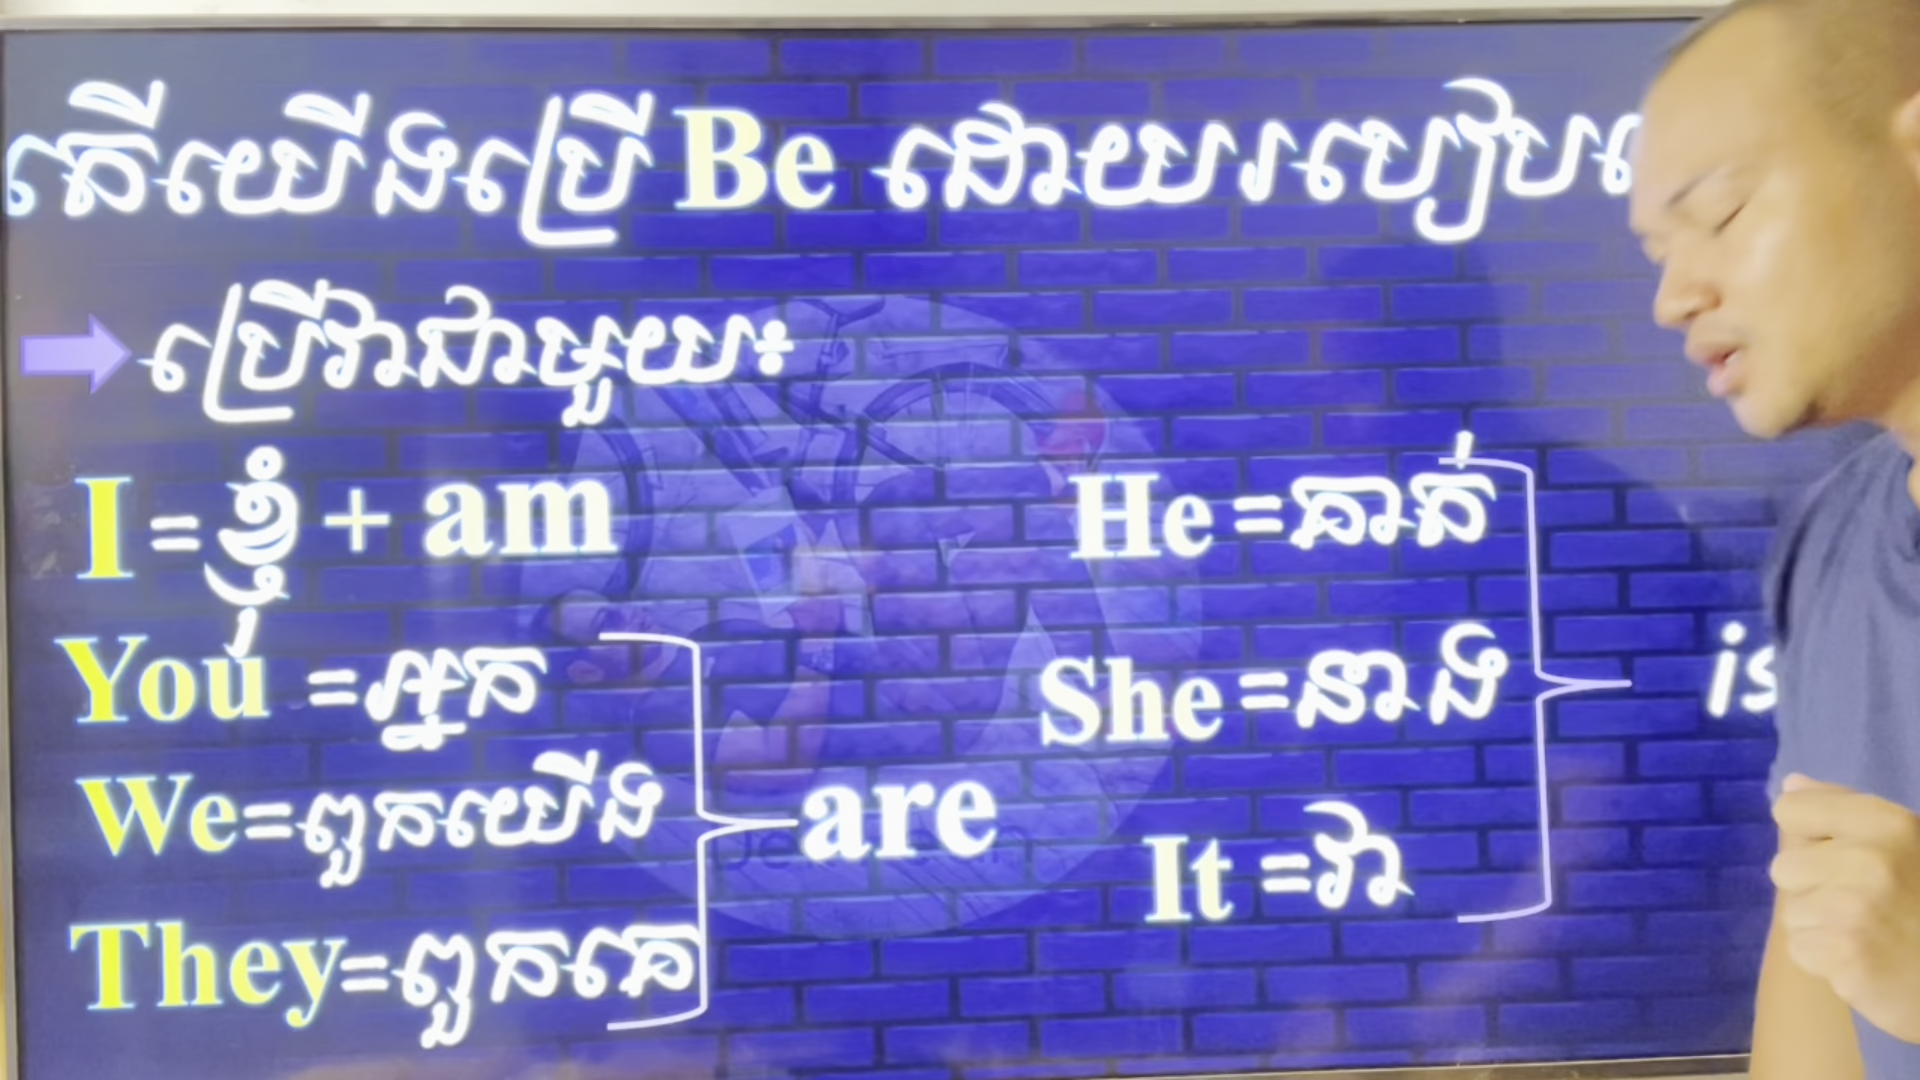 តើយើងប្រើ Be ដោយរបៀប
ប្រើវាជាមួយៈ
I = ខ្ញុំ + am
You = អ្នក
We = ពួកយើង
They = ពួកគេ
are
He = គាត់
She = នាង
It = វា
is